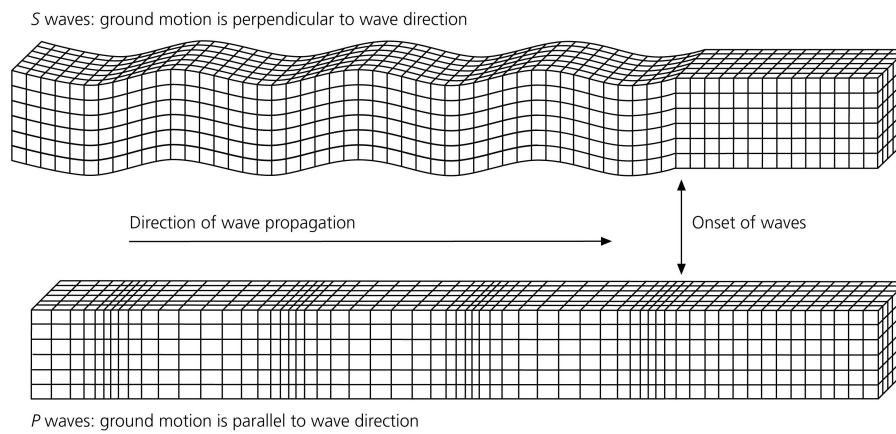 S waves: ground motion is perpendicular to wave direction
Direction of wave propagation
Onset of waves
P waves: ground motion is parallel to wave direction